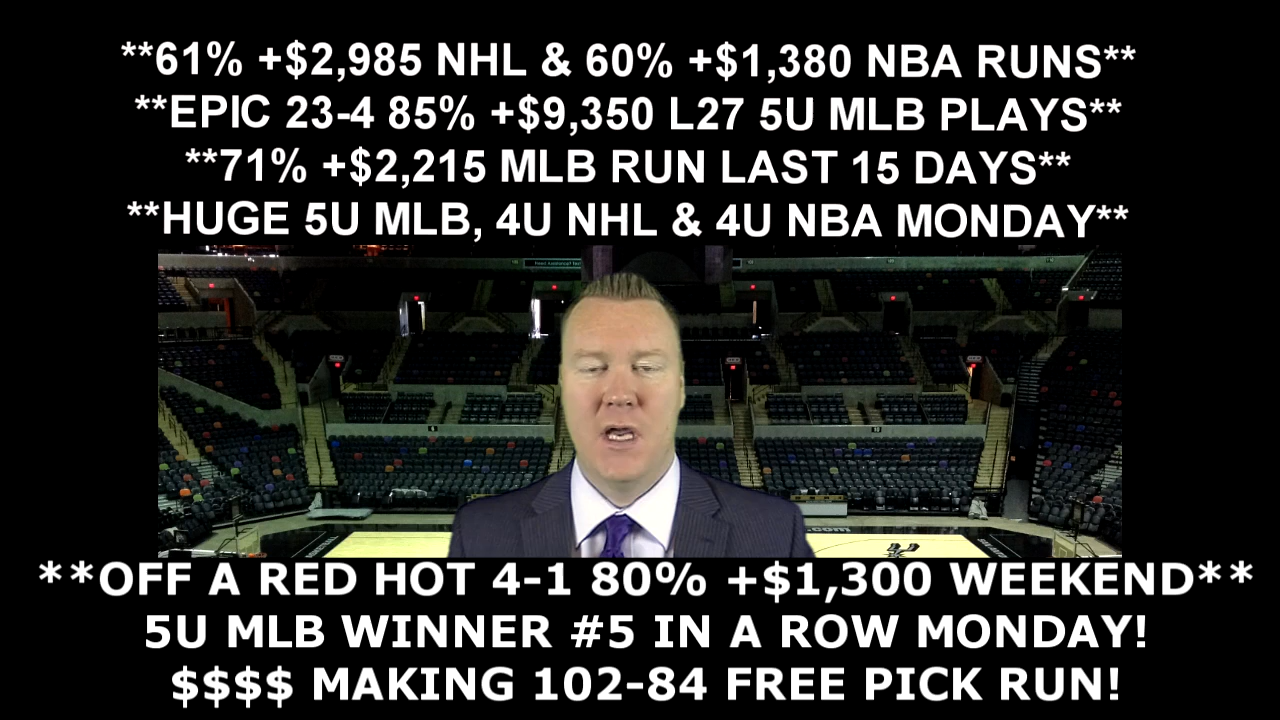 **61% +$2,985 NHL & 60% +$1,380 NBA RUNS**
**EPIC 23-4 85% +$9,350 L27 5U MLB PLAYS**
**71% +$2,215 MLB RUN LAST 15 DAYS**
**HUGE 5U MLB, 4U NHL & 4U NBA MONDAY**
.com
**OFF A RED HOT 4-1 80% +$1,300 WEEKEND**
5U MLB WINNER #5 IN A ROW MONDAY!
$$$$ MAKING 102-84 FREE PICK RUN!